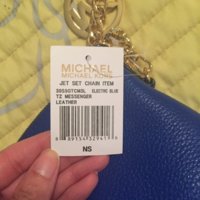 MICHAEL
MICHAEL KORS
JET SET CHAIN ITEM
ELECTRIC BLUE
TZ MESSENGER
LEATHER
NS